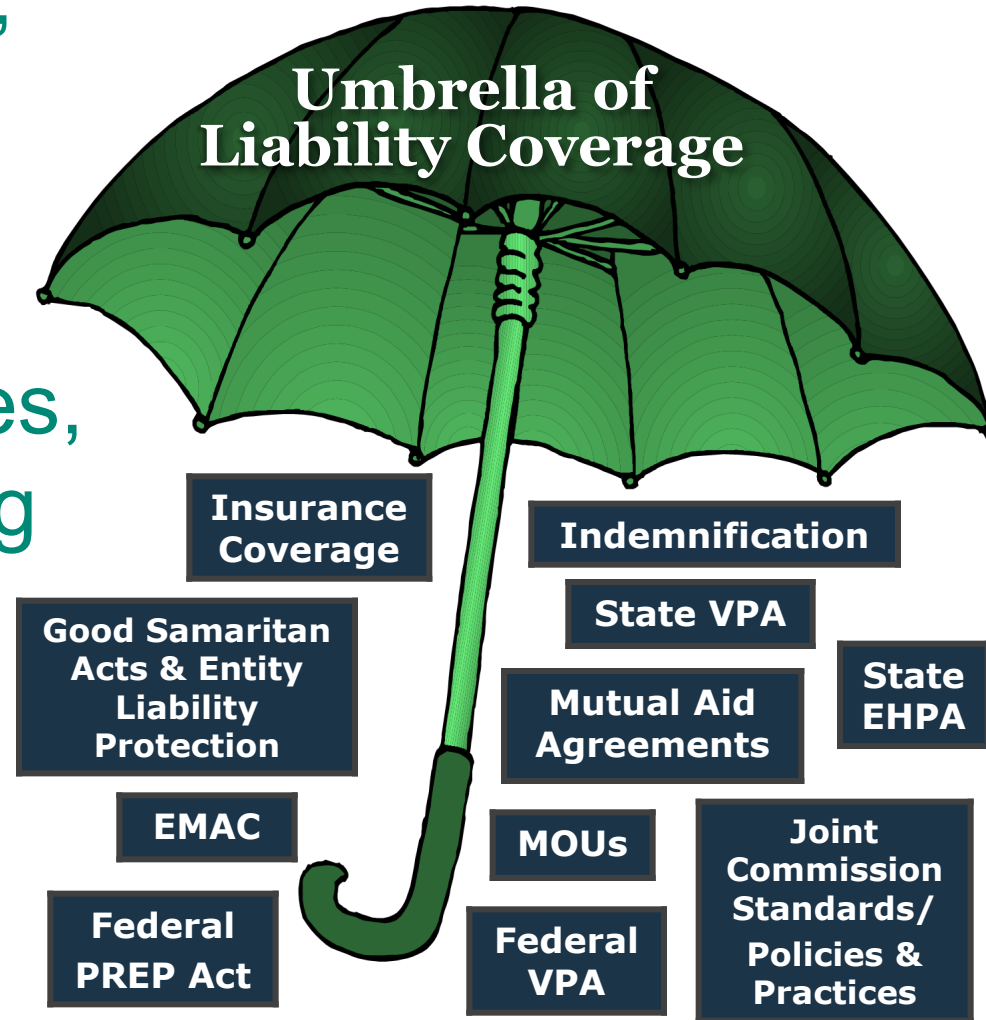 ,
Umbrella of
Liability Coverage
es,
g
Insurance
Coverage
Indemnification
Good Samaritan
Acts & Entity
Liability
Protection
State VPA
State
EHPA
Mutual Aid
Agreements
EMAC
MOUs
Joint
Commission
Standards/
Policies &
Practices
Federal
PREP Act
Federal
VPA